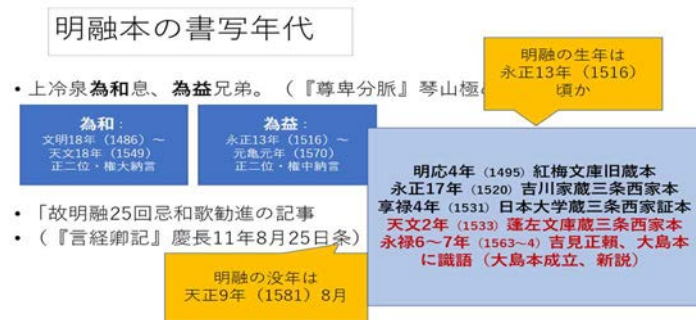 明融本の書写年代
明融の生年は
永正13年（1516）
頃か
・上冷泉為和息、為益兄弟。（『尊卑分脈』琴山極
為和：
文明18年（1486）～
天文18年（1549）
正二位・権大納言
為益：
永正13年（1516）～
元亀元年（1570）
正二位・権中納言
明応4年（1495）紅梅文庫旧蔵本
永正17年（1520）吉川家蔵三条西家本
享禄4年（1531）日本大学蔵三条西家証本
天文2年（1533）蓬左文庫蔵三条西家本
永禄6～7年（1563～4）吉見正頼、大島本
に識語（大島本成立、新説）
・「故明融25回忌和歌勧進の記事
・（『言経卿記』慶長11年8月25日条）
明融の没年は
天正9年（1581）8月